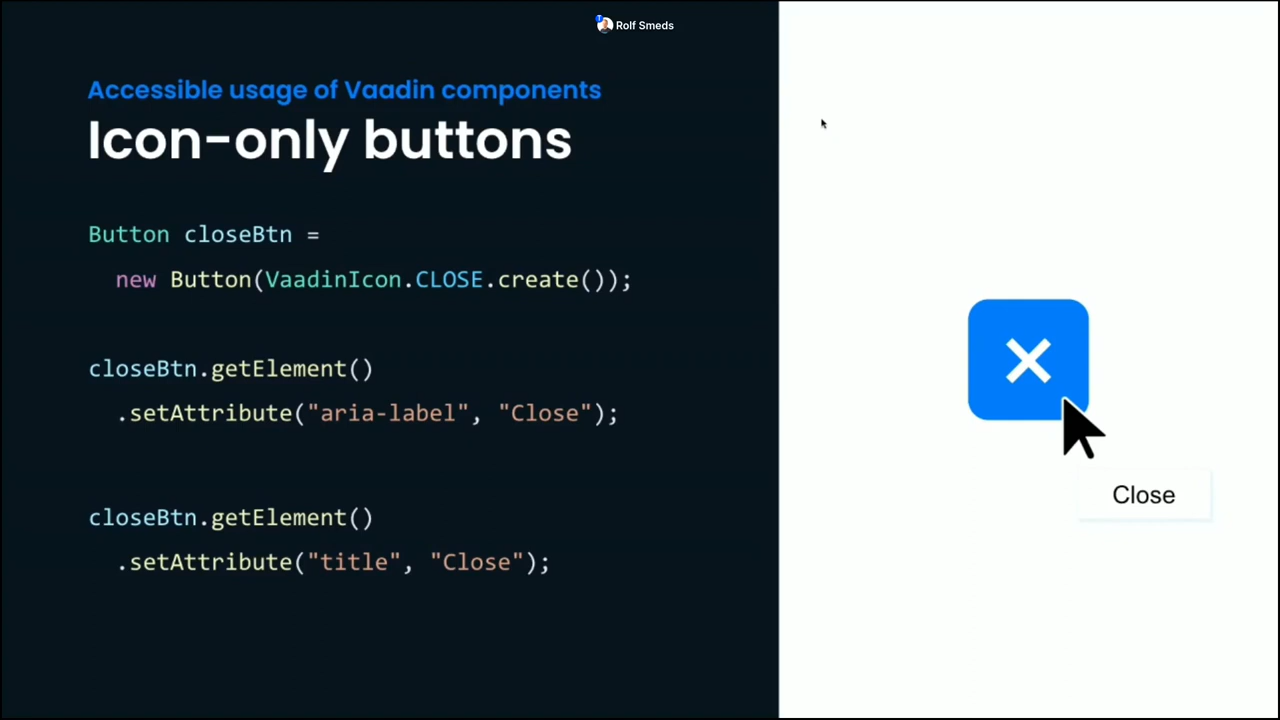 Rolf Smeds
Accessible usage of Vaadin components
Icon-only buttons
Button closeBtn =
new Button(VaadinIcon.CLOSE.create());
closeBtn.getElement()
.setAttribute("aria-label", "Close");
closeBtn.getElement()
.setAttribute("title", "Close");
Close